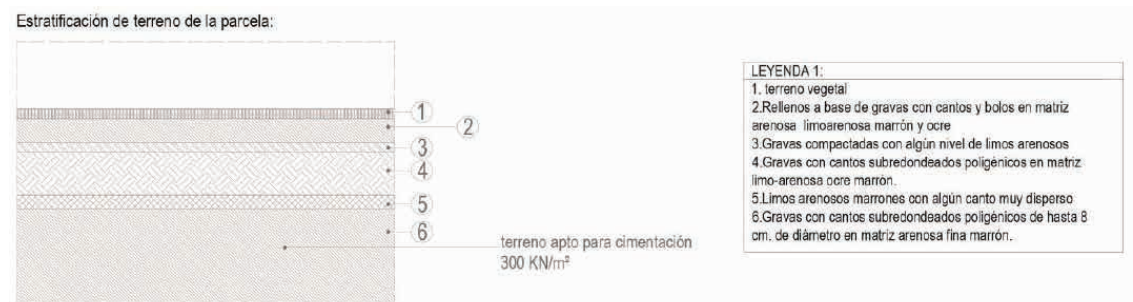 Estratificación de terreno de la parcela:
1
2
3
4
5
6
terreno apto para cimentación
300 KN/m²
LEYENDA 1:
1. terreno vegetal
2.Rellenos a base de gravas con cantos y bolos en matriz
arenosa limoarenosa marrón y ocre
3.Gravas compactadas con algún nivel de limos arenosos
4.Gravas con cantos subredondeados poligénicos en matriz
limo-arenosa ocre marrón.
5.Limos arenosos marrones con algún canto muy disperso
6.Gravas con cantos subredondeados poligénicos de hasta 8
cm. de diámetro en matriz arenosa fina marrón.